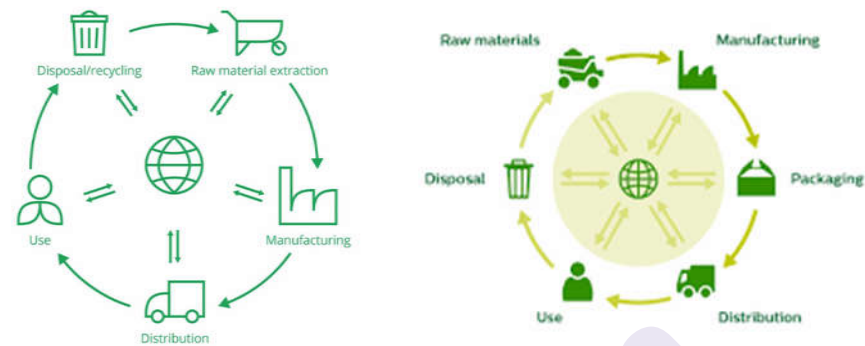 Disposal/recycling
Raw material extraction
Use
Manufacturing
Distribution
Raw materials
Manufacturing
Disposal
Packaging
Use
Distribution